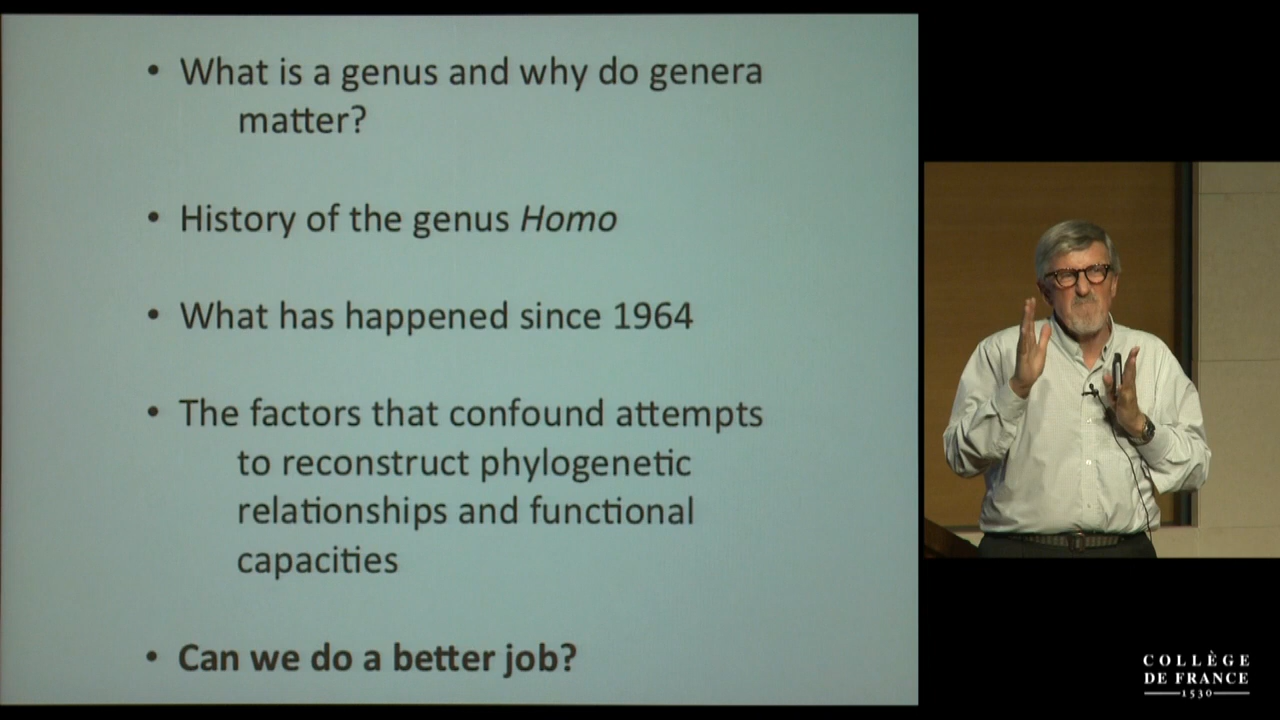 • What is a genus and why do genera
matter?
• History of the genus Homo
• What has happened since 1964
• The factors that confound attempts
to reconstruct phylogenetic
relationships and functional
capacities
• Can we do a better job?
COLLÈGE
DE FRANCE
1530